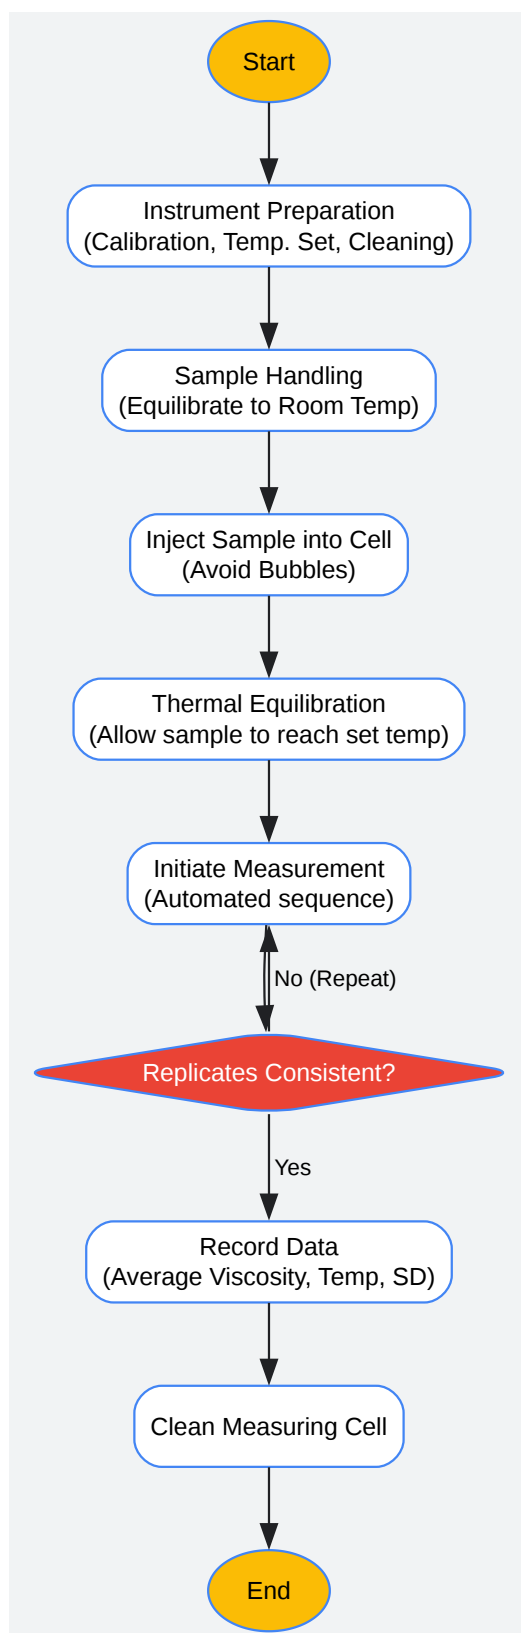 Start
Instrument Preparation
(Calibration, Temp. Set, Cleaning)
Sample Handling
(Equilibrate to Room Temp)
Inject Sample into Cell
(Avoid Bubbles)
Thermal Equilibration
(Allow sample to reach set temp)
Initiate Measurement
(Automated sequence)
No (Repeat)
Replicates Consistent?
Yes
Record Data
(Average Viscosity, Temp, SD)
Clean Measuring Cell
End